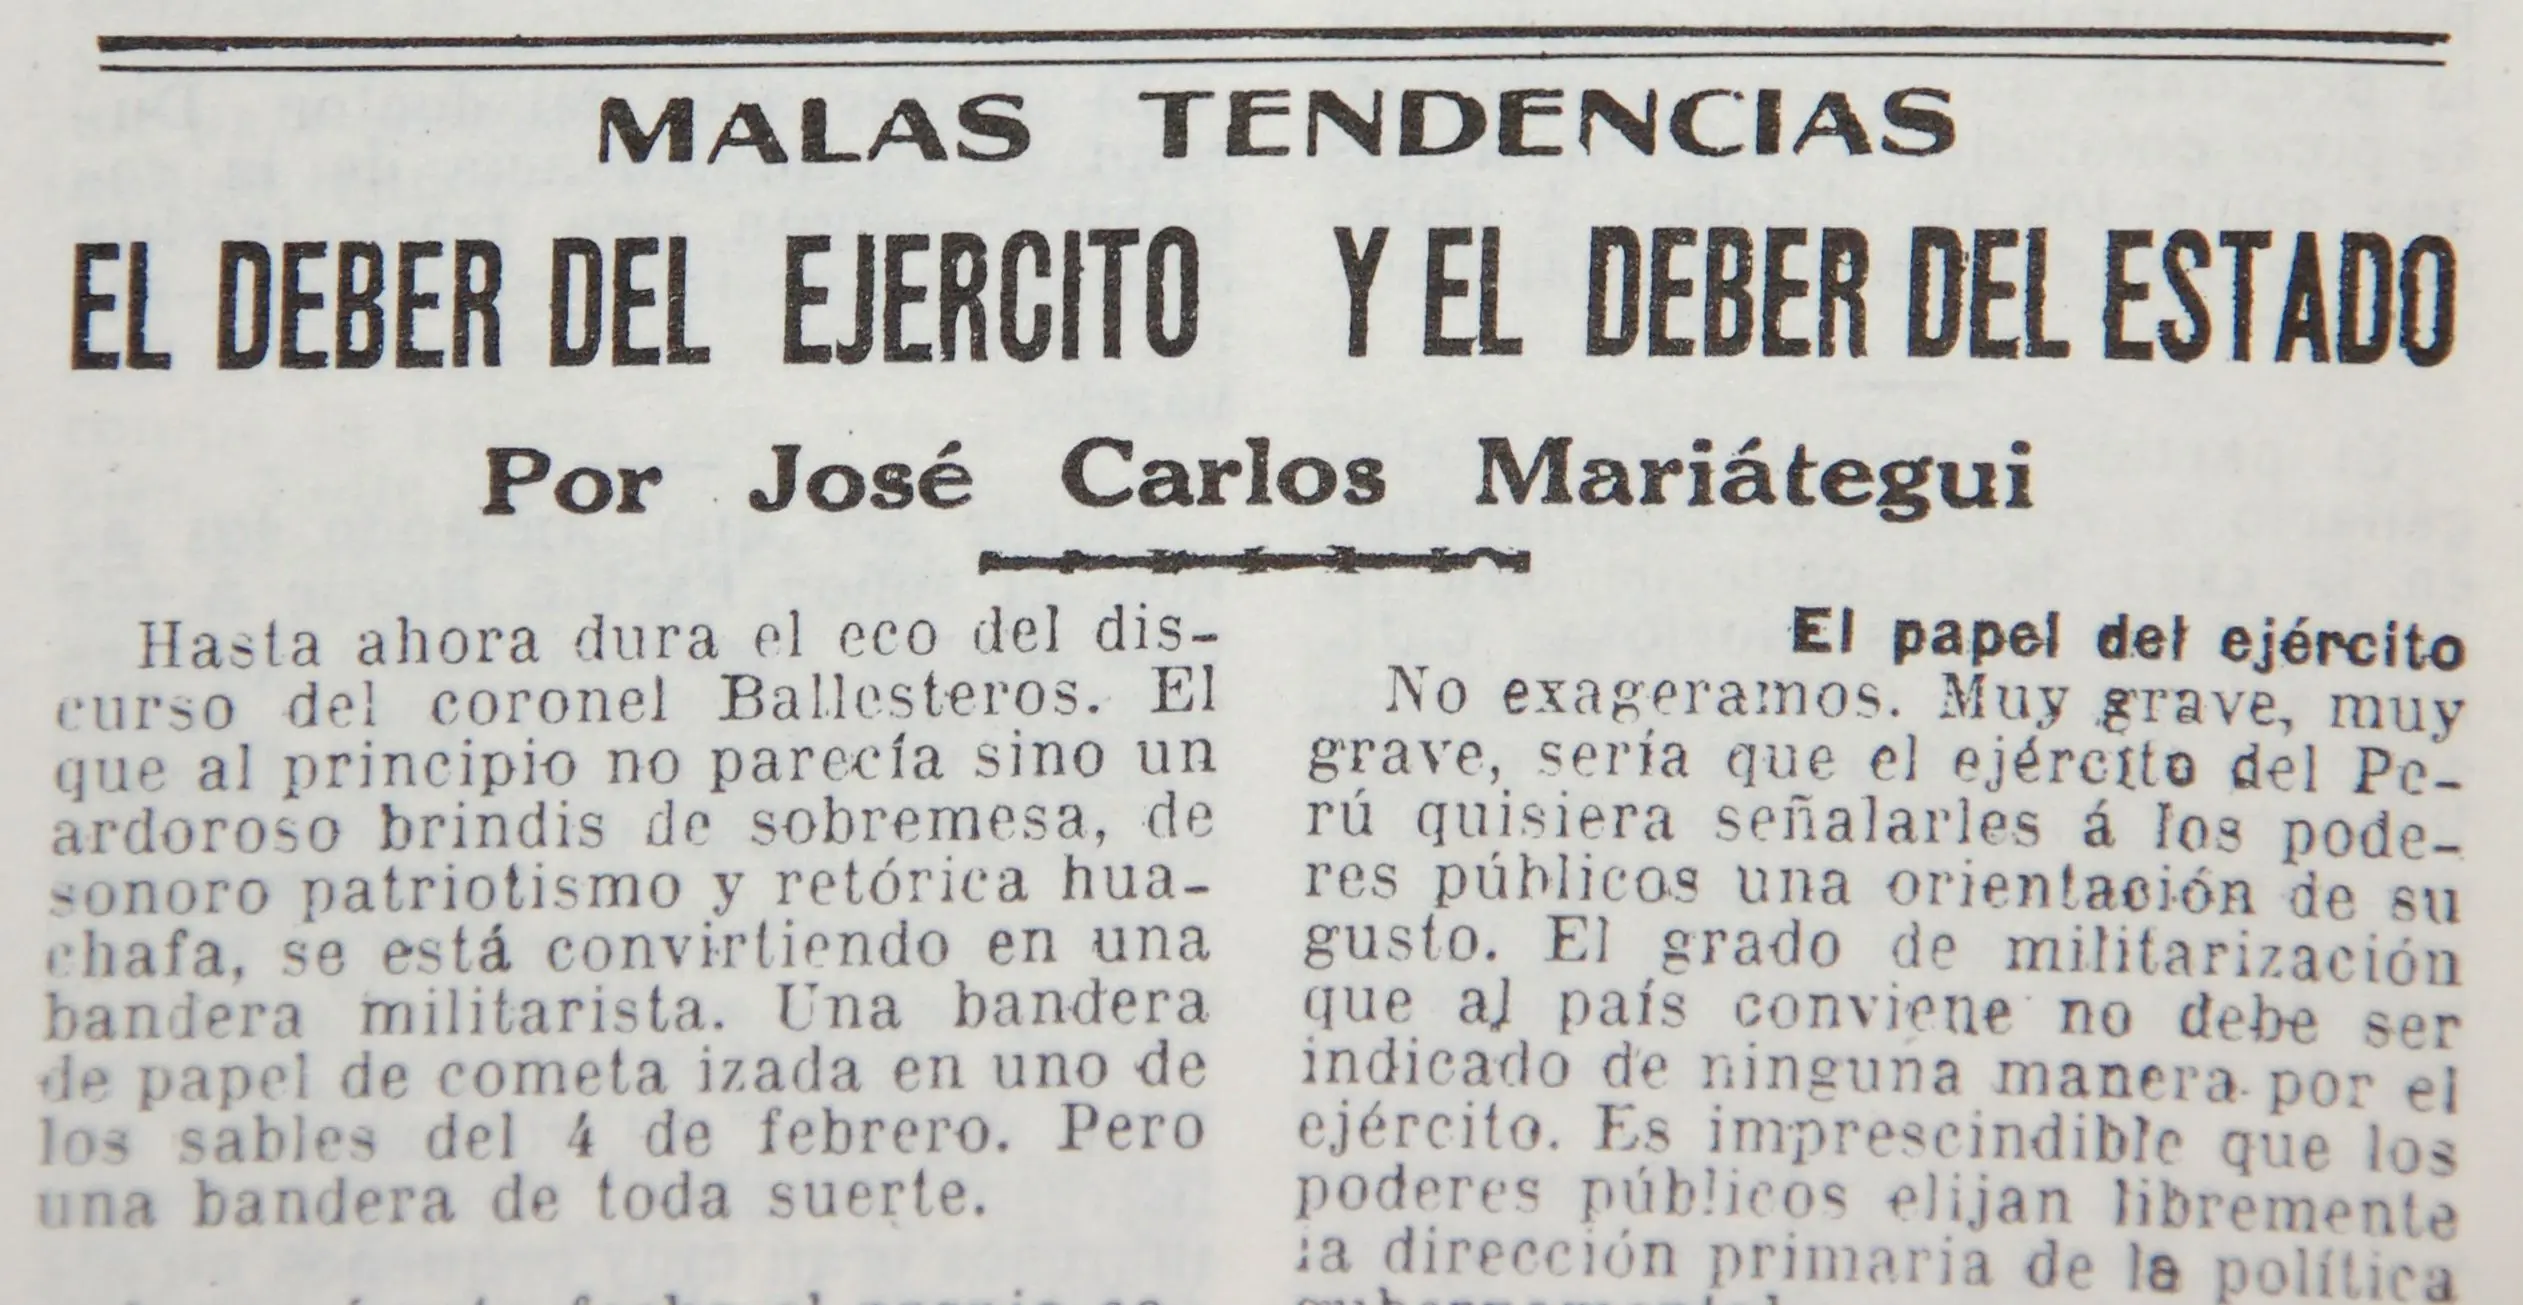 MALAS TENDENCIAS
EL DEBER DEL EJERCITO Y EL DEBER DEL ESTADO
Por José Carlos Mariátegui
Hasta ahora dura el eco del dis-
curso del coronel Ballesteros. El
que al principio no parecía sino un
ardoroso brindis de sobremesa, de
sonoro patriotismo y retórica hua-
chafa, se está convirtiendo en una
bandera militarista. Una bandera
de papel de cometa izada en uno de
los sables del 4 de febrero. Pero
una bandera de toda suerte.
El papel del ejército
No exageramos. Muy grave, muy
grave, sería que el ejército del Pe-
rú quisiera señalarles á los pode-
res públicos una orientación de su
gusto. El grado de militarización
que al país conviene no debe ser
indicado de ninguna manera por el
ejército. Es imprescindible que los
poderes públicos elijan libremente
la dirección primaria de la política